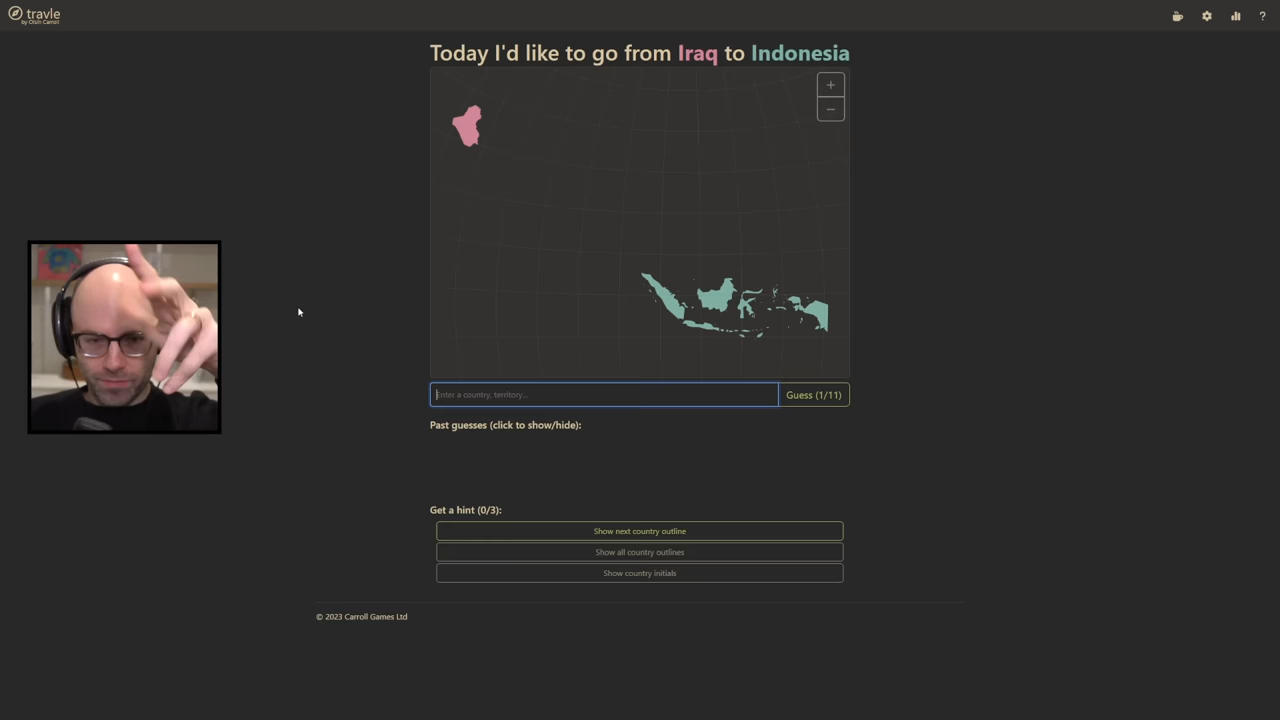 travle
by Oisín Carroll
?
Today I'd like to go from Iraq to Indonesia
+
−
Enter a country, territory...
Guess (1/11)
Past guesses (click to show/hide):
Get a hint (0/3):
Show next country outline
Show all country outlines
Show country initials
© 2023 Carroll Games Ltd